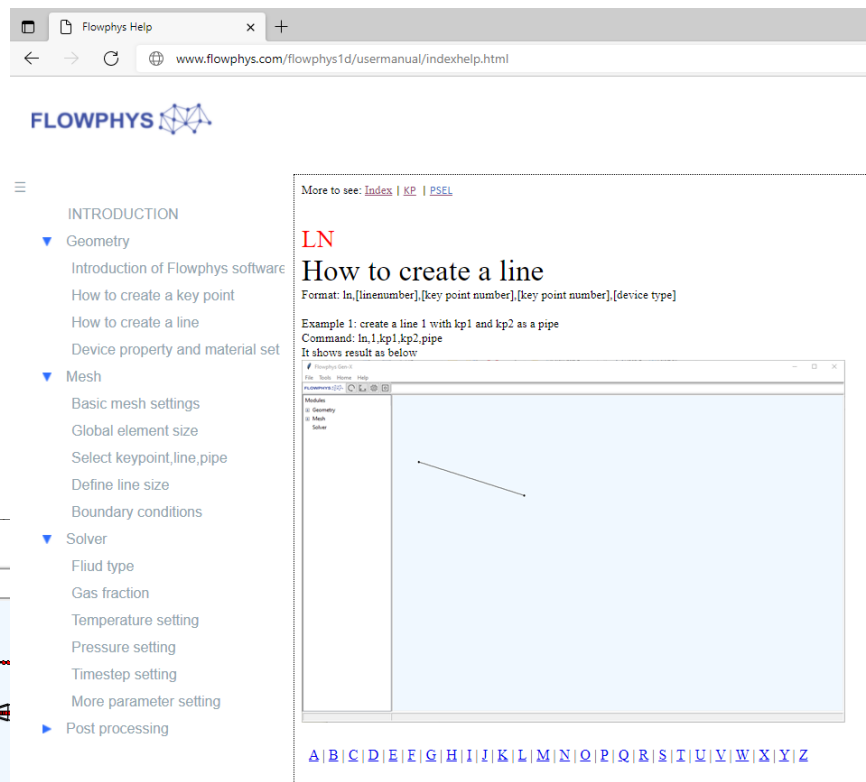 Flowphys Help
www.flowphys.com/flowphys1d/usermanual/indexhelp.html
FLOWPHYS
INTRODUCTION
Geometry
Introduction of Flowphys software
How to create a key point
How to create a line
Device property and material set
Mesh
Basic mesh settings
Global element size
Select keypoint,line,pipe
Define line size
Boundary conditions
Solver
Fliud type
Gas fraction
Temperature setting
Pressure setting
Timestep setting
More parameter setting
Post processing
More to see: Index | KP | PSEL
LN
How to create a line
Format: ln,[linenumber],[key point number],[key point number],[device type]
Example 1: create a line 1 with kp1 and kp2 as a pipe
Command: ln,1,kp1,kp2,pipe
It shows result as below
Flowphys Gen-X
File Tools Home Help
FLOWPHYS
Modules
Geometry
Mesh
Solver
A | B | C | D | E | F | G | H | I | J | K | L | M | N | O | P | Q | R | S | T | U | V | W | X | Y | Z